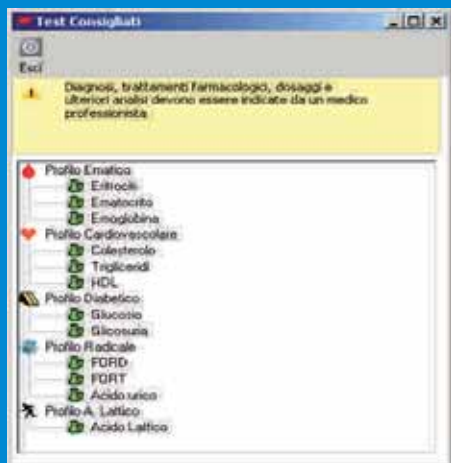 Test Consigliati
Esci
Diagnosi, trattamenti farmacologici, dosaggi e
ulteriori analisi devono essere indicate da un medico
professionista
Profilo Ematico
Eritrociti
Ematocrito
Emoglobina
Profilo Cardiovascolare
Colesterolo
Trigliceridi
HDL
Profilo Diabetico
Glucosio
Glicosuria
Profilo Radicale
FORD
FORT
Acido urico
Profilo A. Lattico
Acido Lattico